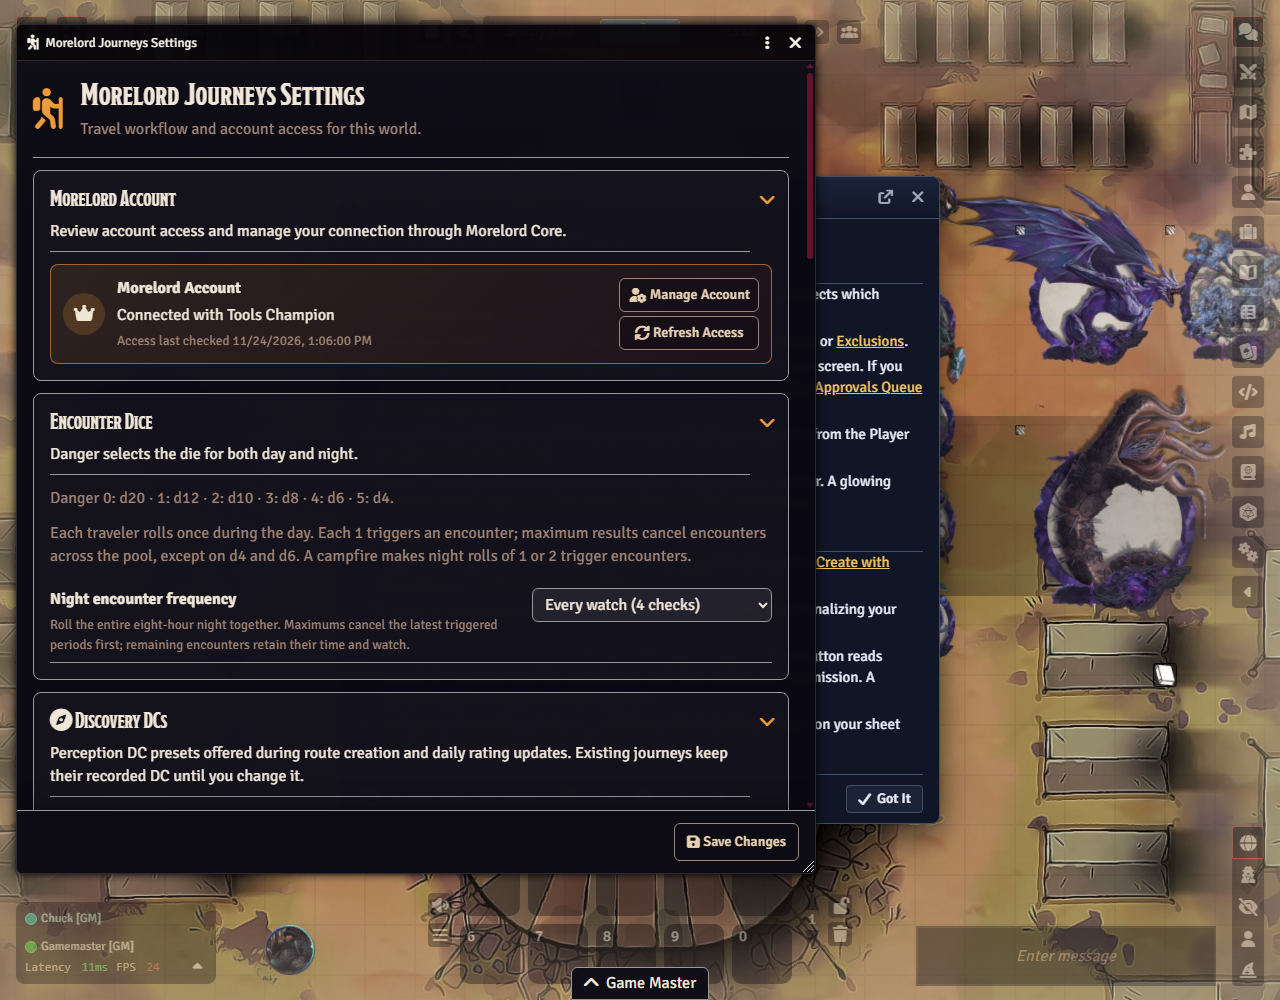 Morelord Journeys Settings
Morelord Journeys Settings
Travel workflow and account access for this world.
Morelord Account
Review account access and manage your connection through Morelord Core.
Morelord Account
Connected with Tools Champion
Access last checked 11/24/2026, 1:06:00 PM
Manage Account
Refresh Access
Encounter Dice
Danger selects the die for both day and night.
Danger 0: d20 · 1: d12 · 2: d10 · 3: d8 · 4: d6 · 5: d4.
Each traveler rolls once during the day. Each 1 triggers an encounter; maximum results cancel encounters
across the pool, except on d4 and d6. A campfire makes night rolls of 1 or 2 trigger encounters.
Night encounter frequency
Every watch (4 checks)
Roll the entire eight-hour night together. Maximums cancel the latest triggered
periods first; remaining encounters retain their time and watch.
Discovery DCs
Perception DC presets offered during route creation and daily rating updates. Existing journeys keep
their recorded DC until you change it.
Save Changes
ects which
or Exclusions.
screen. If you
Approvals Queue
from the Player
r. A glowing
Create with
nalizing your
tton reads
mission. A
on your sheet
Got It
Chuck [GM]
Gamemaster [GM]
Latency 11ms FPS 24
6 7 8 9 0
1
Game Master
Enter message